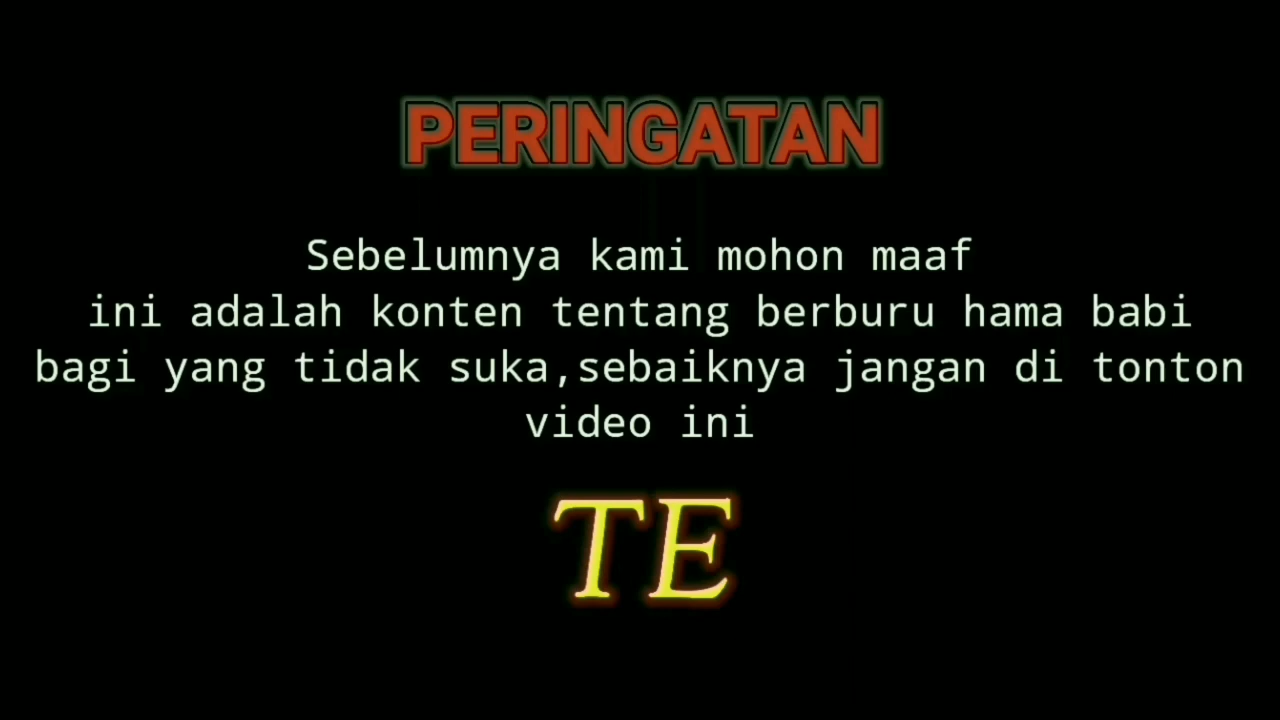 PERINGATAN
Sebelumnya kami mohon maaf
ini adalah konten tentang berburu hama babi
bagi yang tidak suka,sebaiknya jangan di tonton
video ini
TE